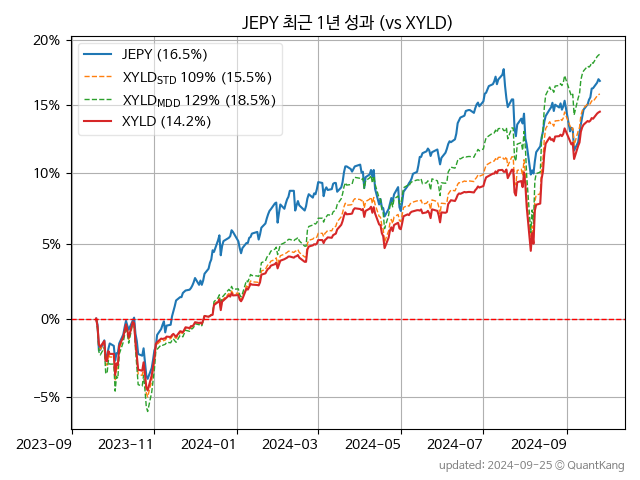 JEPY 최근 1년 성과 (vs XYLD)
20%
15%
10%
5%
0%
−5%
JEPY (16.5%)
XYLD_STD 109% (15.5%)
XYLD_MDD 129% (18.5%)
XYLD (14.2%)
2023-09 2023-11 2024-01 2024-03 2024-05 2024-07 2024-09
updated: 2024-09-25 ⓒ QuantKang